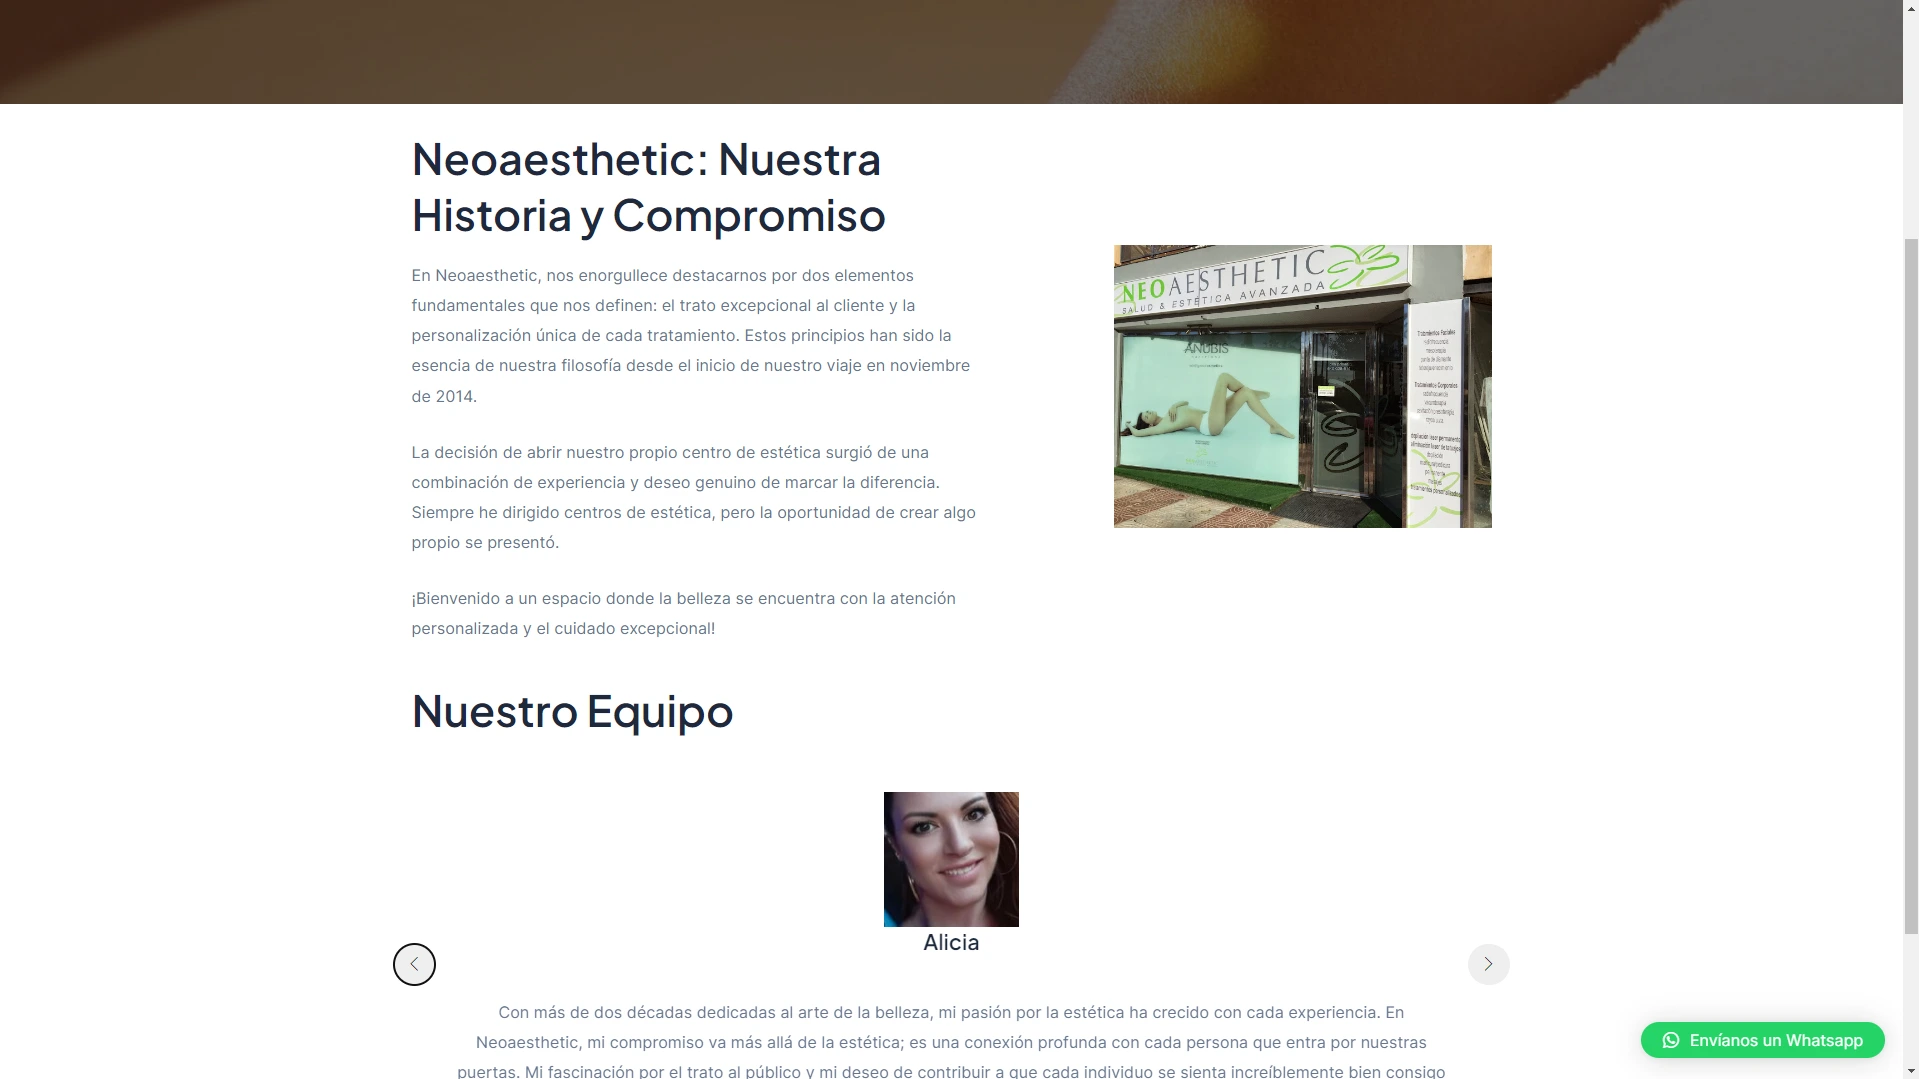 Neoaesthetic: Nuestra
Historia y Compromiso
En Neoaesthetic, nos enorgullece destacarnos por dos elementos
fundamentales que nos definen: el trato excepcional al cliente y la
personalización única de cada tratamiento. Estos principios han sido la
esencia de nuestra filosofía desde el inicio de nuestro viaje en noviembre
de 2014.
La decisión de abrir nuestro propio centro de estética surgió de una
combinación de experiencia y deseo genuino de marcar la diferencia.
Siempre he dirigido centros de estética, pero la oportunidad de crear algo
propio se presentó.
¡Bienvenido a un espacio donde la belleza se encuentra con la atención
personalizada y el cuidado excepcional!
NEOAESTHETIC
SALUD & ESTÉTICA AVANZADA
ANUBIS
Tratamientos Faciales
Tratamientos Corporales
Nuestro Equipo
Alicia
Con más de dos décadas dedicadas al arte de la belleza, mi pasión por la estética ha crecido con cada experiencia. En
Neoaesthetic, mi compromiso va más allá de la estética; es una conexión profunda con cada persona que entra por nuestras
puertas. Mi fascinación por el trato al público y mi deseo de contribuir a que cada individuo se sienta increíblemente bien consigo
Envíanos un Whatsapp